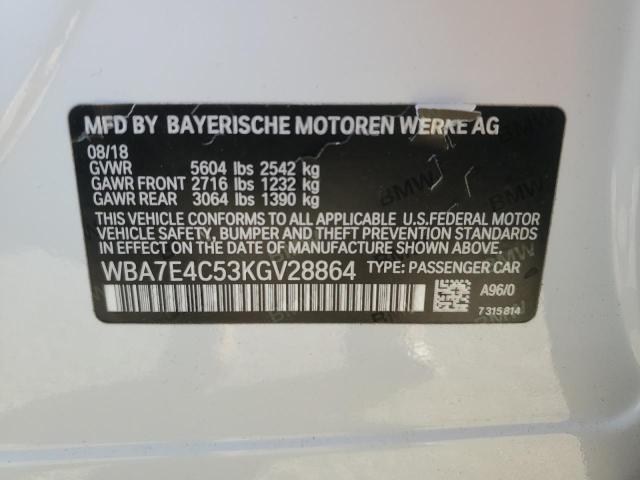 MFD BY BAYERISCHE MOTOREN WERKE AG
08/18
GVWR 5604 lbs 2542 kg
GAWR FRONT 2716 lbs 1232 kg
GAWR REAR 3064 lbs 1390 kg
THIS VEHICLE CONFORMS TO ALL APPLICABLE U.S.FEDERAL MOTOR
VEHICLE SAFETY, BUMPER AND THEFT PREVENTION STANDARDS
IN EFFECT ON THE DATE OF MANUFACTURE SHOWN ABOVE.
WBA7E4C53KGV28864 TYPE: PASSENGER CAR
A96/0
7315814
BMW